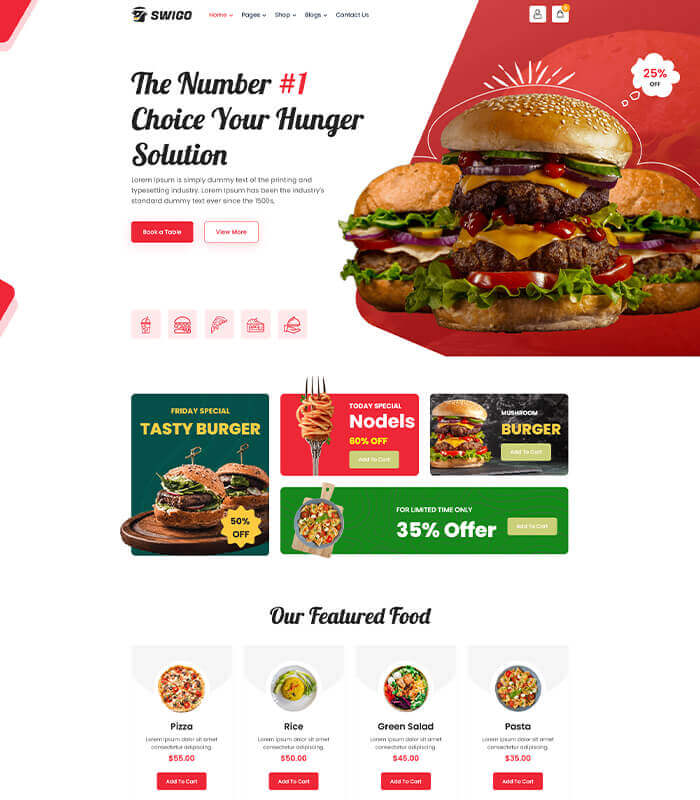 SWIGO
Home Pages Shop Blogs Contact Us
25%
OFF
The Number #1
Choice Your Hunger
Solution
Lorem Ipsum is simply dummy text of the printing and
typesetting industry. Lorem Ipsum has been the industry's
standard dummy text ever since the 1500s,
Book a Table View More
FRIDAY SPECIAL
TASTY BURGER
50%
OFF
TODAY SPECIAL
Nodels
60% OFF
Add To Cart
MUSHROOM
BURGER
Add To Cart
FOR LIMITED TIME ONLY
35% Offer
Add To Cart
Our Featured Food
Pizza
Lorem ipsum dolor sit amet
consectetur adipiscing.
$55.00
Add To Cart
Rice
Lorem ipsum dolor sit amet
consectetur adipiscing.
$50.00
Add To Cart
Green Salad
Lorem ipsum dolor sit amet
consectetur adipiscing.
$45.00
Add To Cart
Pasta
Lorem ipsum dolor sit amet
consectetur adipiscing.
$35.00
Add To Cart